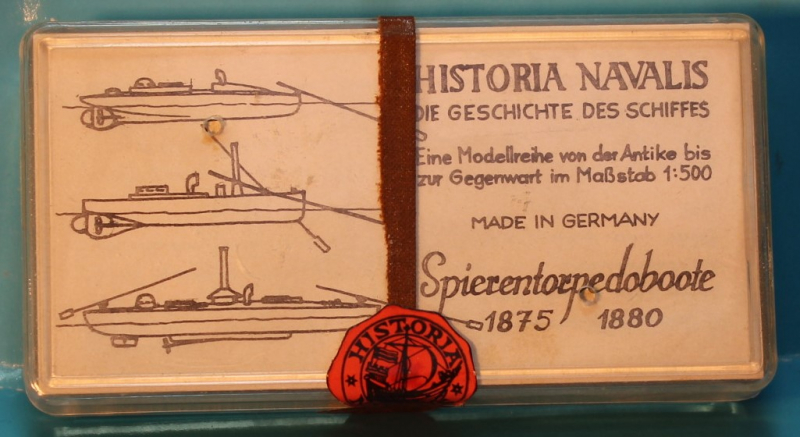 HISTORIA NAVALIS
DIE GESCHICHTE DES SCHIFFES
Eine Modellreihe von der Antike bis
zur Gegenwart im Maßstab 1:500
MADE IN GERMANY
Spierentorpedoboote
1875 1880
HISTORIA